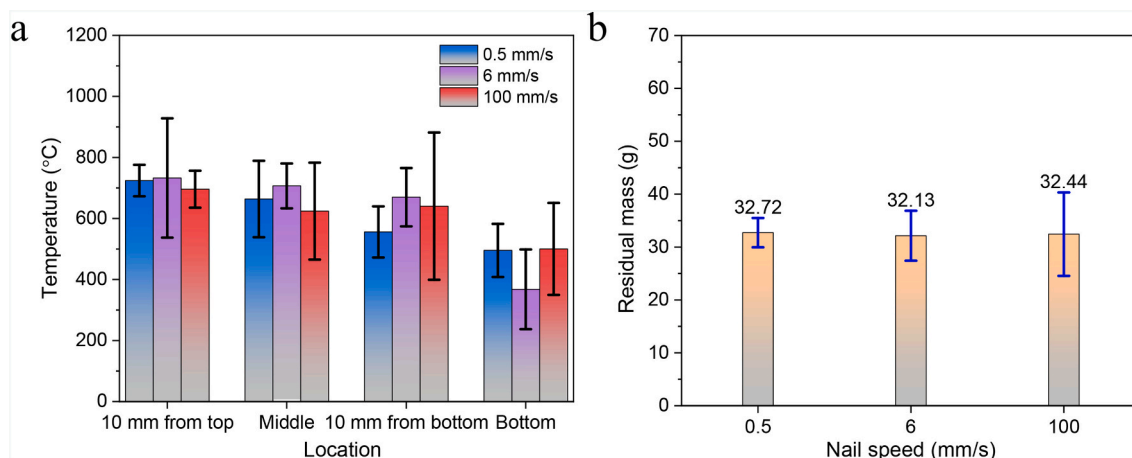 a
1200
1000
800
600
400
200
0
Temperature (°C)
0.5 mm/s
6 mm/s
100 mm/s
10 mm from top
Middle
10 mm from bottom
Bottom
Location
b
70
60
50
40
30
20
10
0
Residual mass (g)
32.72
32.13
32.44
0.5
6
100
Nail speed (mm/s)